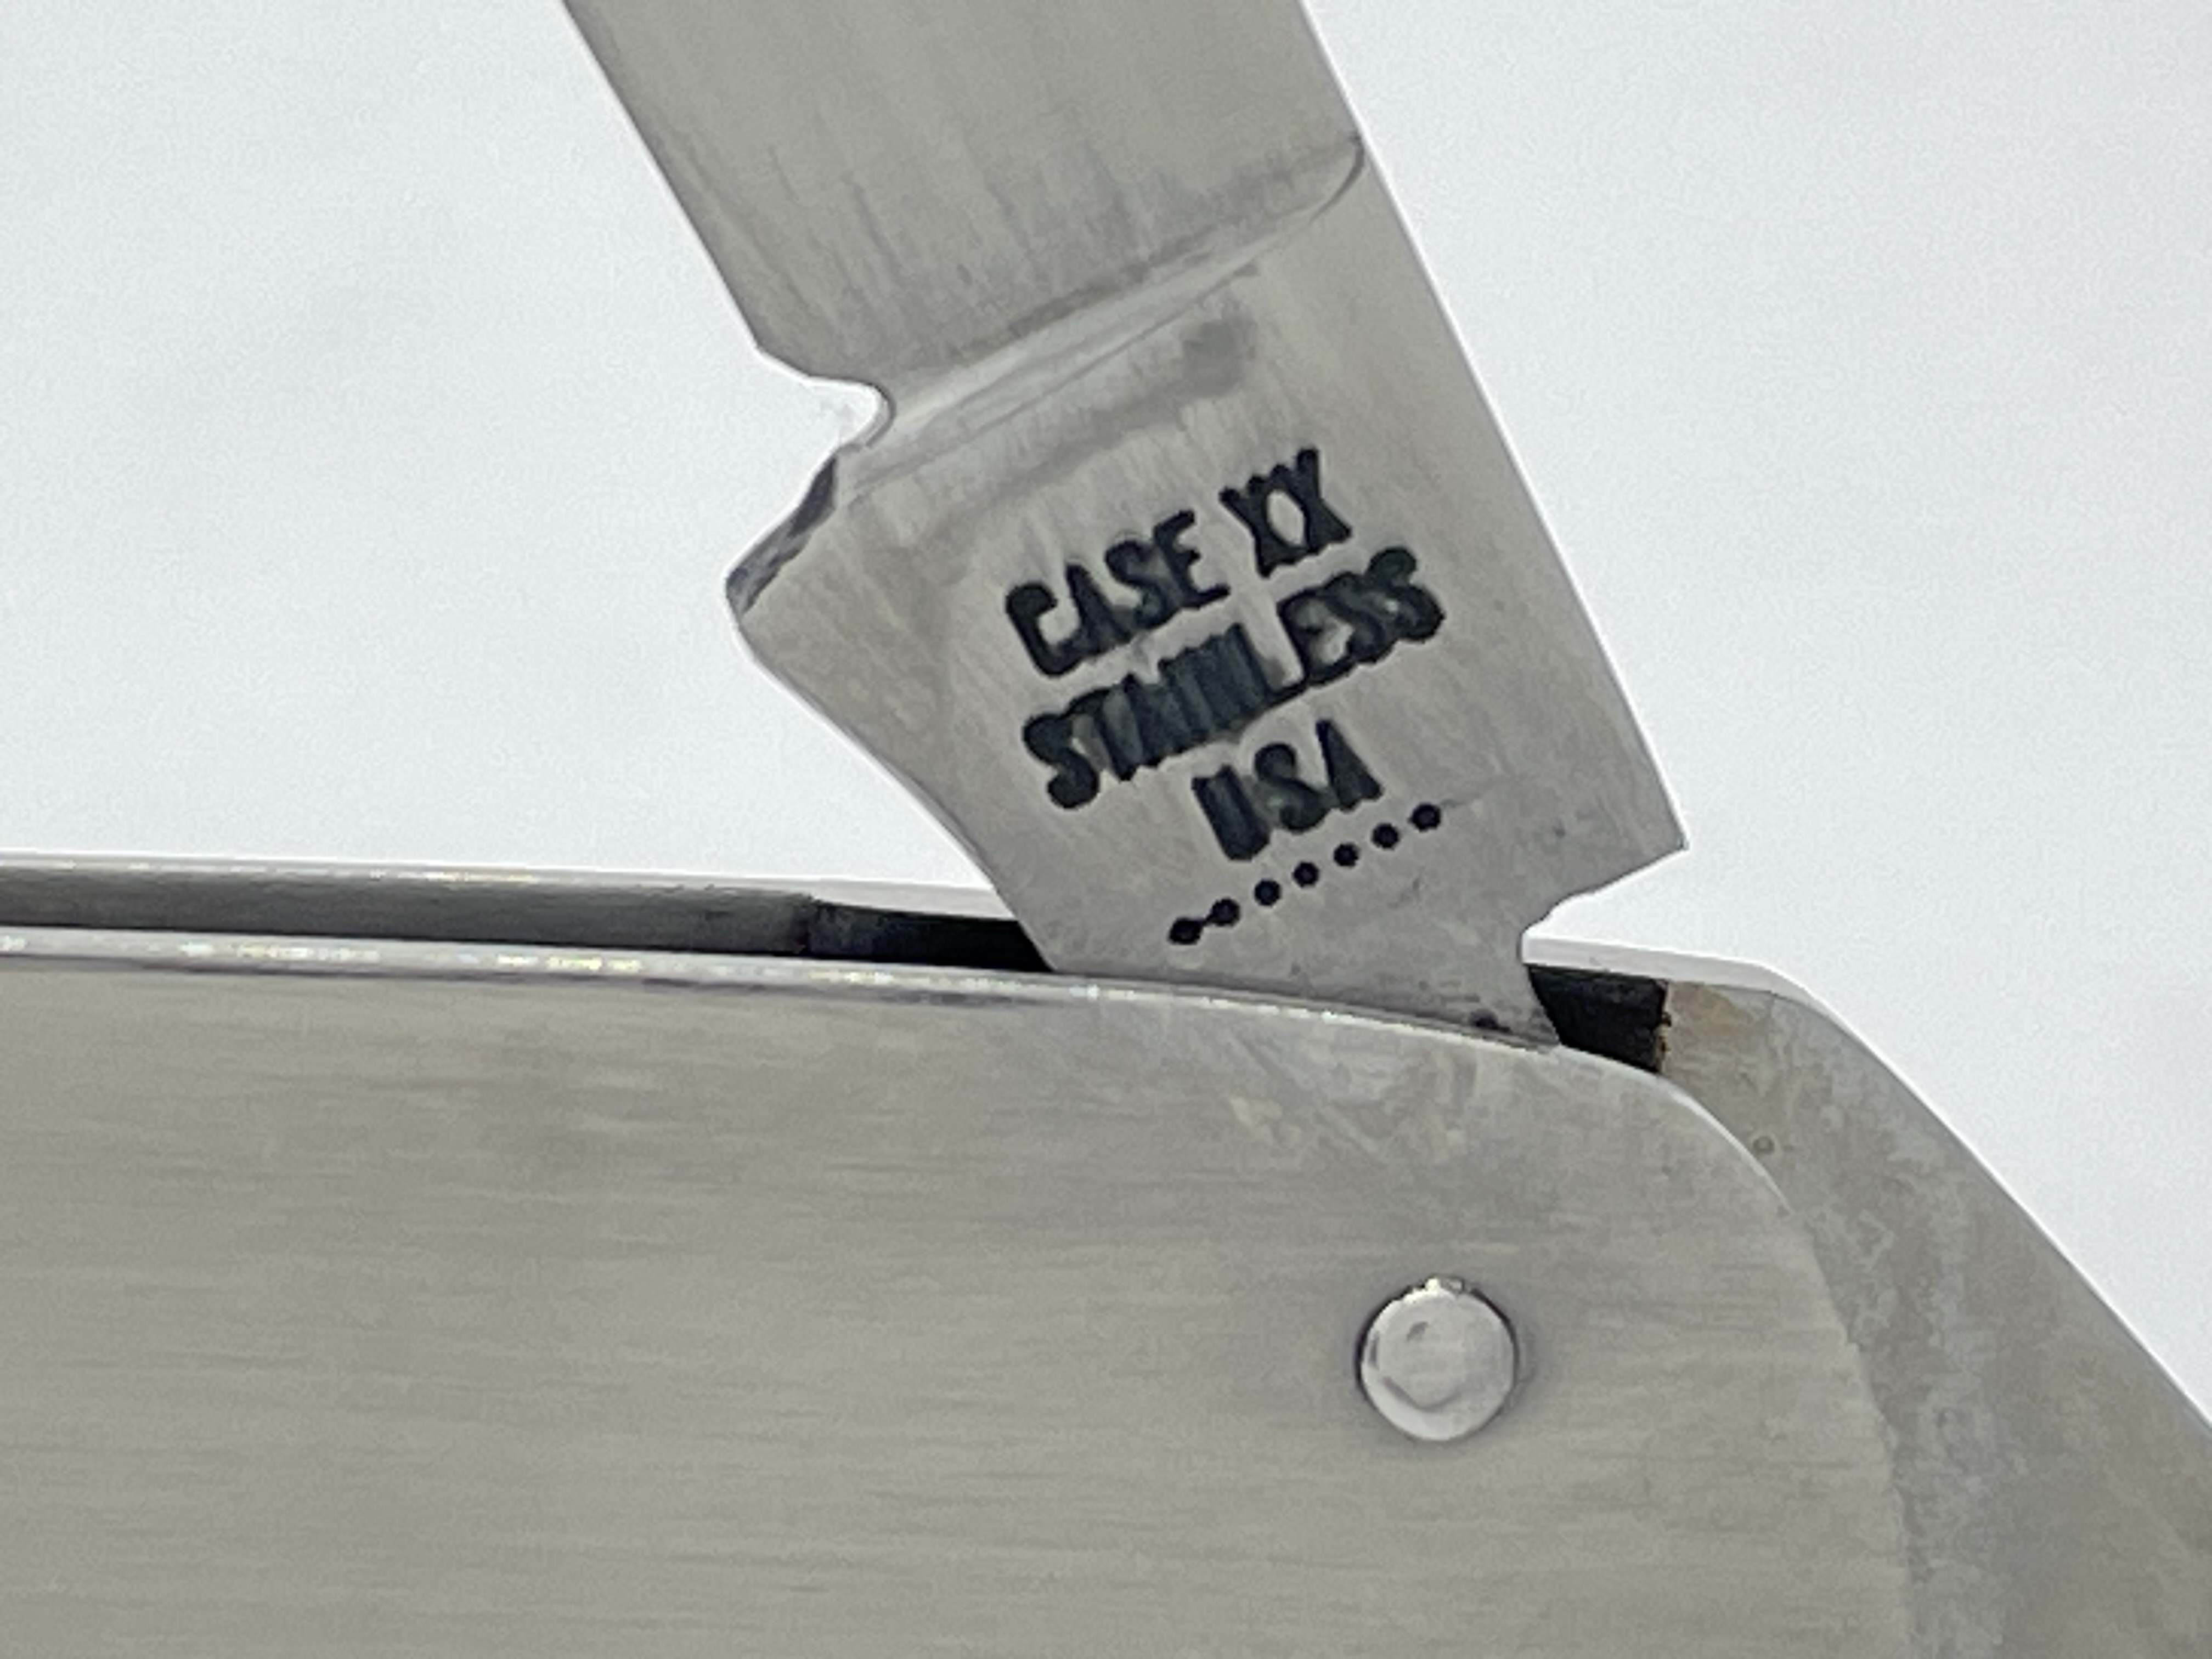 CASE XX
STAINLESS
USA
.......